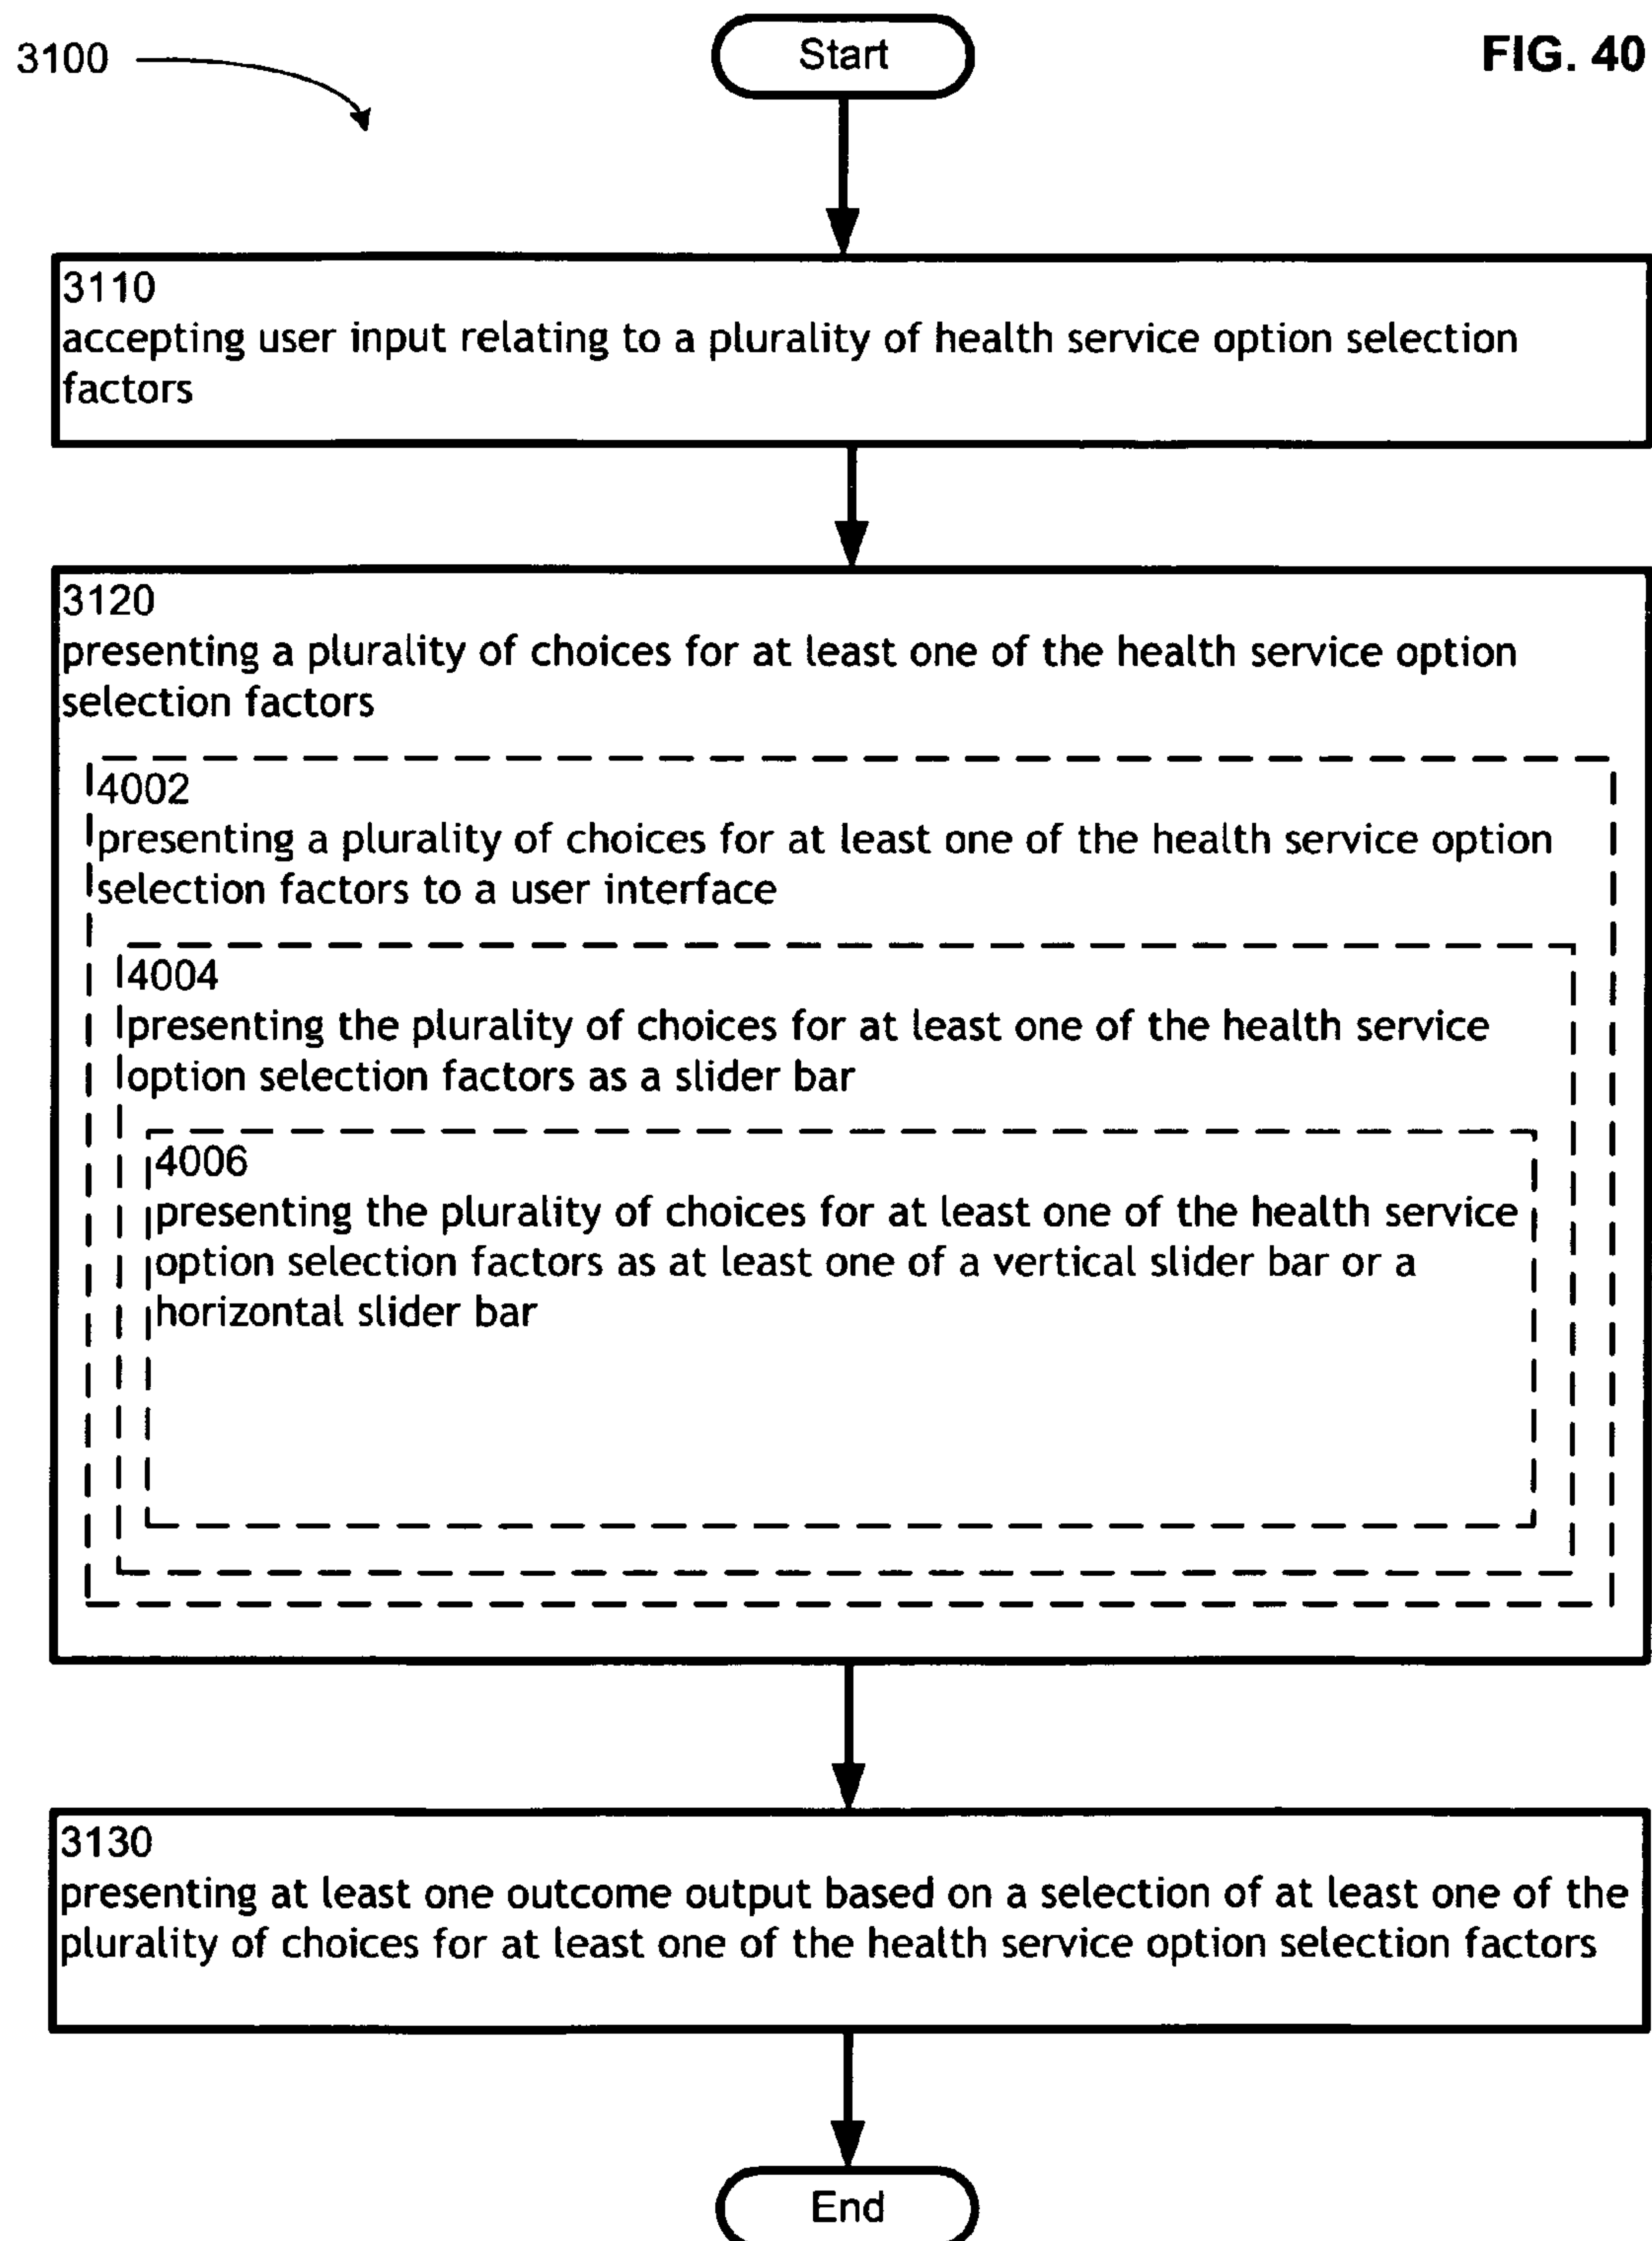 3100
Start
FIG. 40
3110
accepting user input relating to a plurality of health service option selection
factors
3120
presenting a plurality of choices for at least one of the health service option
selection factors
4002
presenting a plurality of choices for at least one of the health service option
selection factors to a user interface
4004
presenting the plurality of choices for at least one of the health service
option selection factors as a slider bar
4006
presenting the plurality of choices for at least one of the health service
option selection factors as at least one of a vertical slider bar or a
horizontal slider bar
3130
presenting at least one outcome output based on a selection of at least one of the
plurality of choices for at least one of the health service option selection factors
End